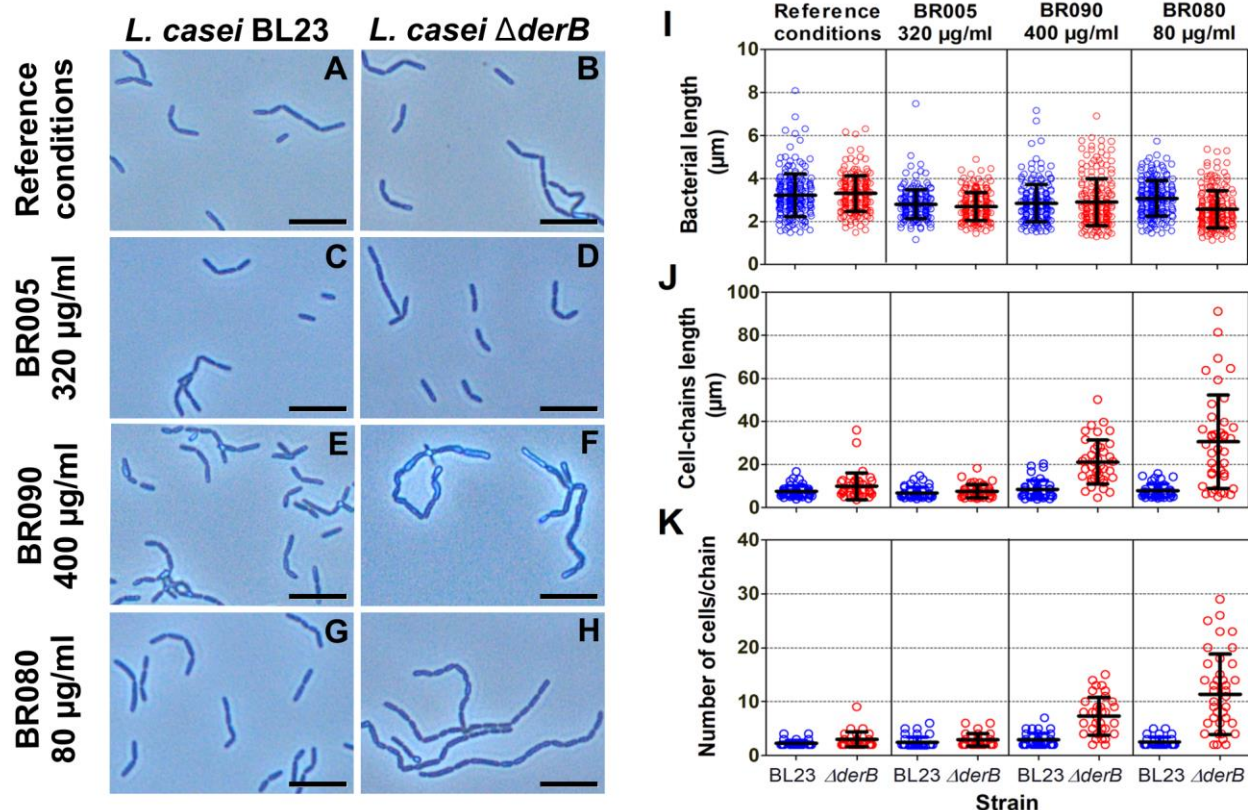 L. casei BL23
L. casei ΔderB
Reference
conditions
A
B
BR005
320 µg/ml
C
D
BR090
400 µg/ml
E
F
BR080
80 µg/ml
G
H
I
Reference
conditions
BR005
320 µg/ml
BR090
400 µg/ml
BR080
80 µg/ml
Bacterial length
(µm)
10
8
6
4
2
0
J
Cell-chains length
(µm)
100
80
60
40
20
0
K
Number of cells/chain
40
30
20
10
0
BL23 ΔderB BL23 ΔderB BL23 ΔderB BL23 ΔderB
Strain